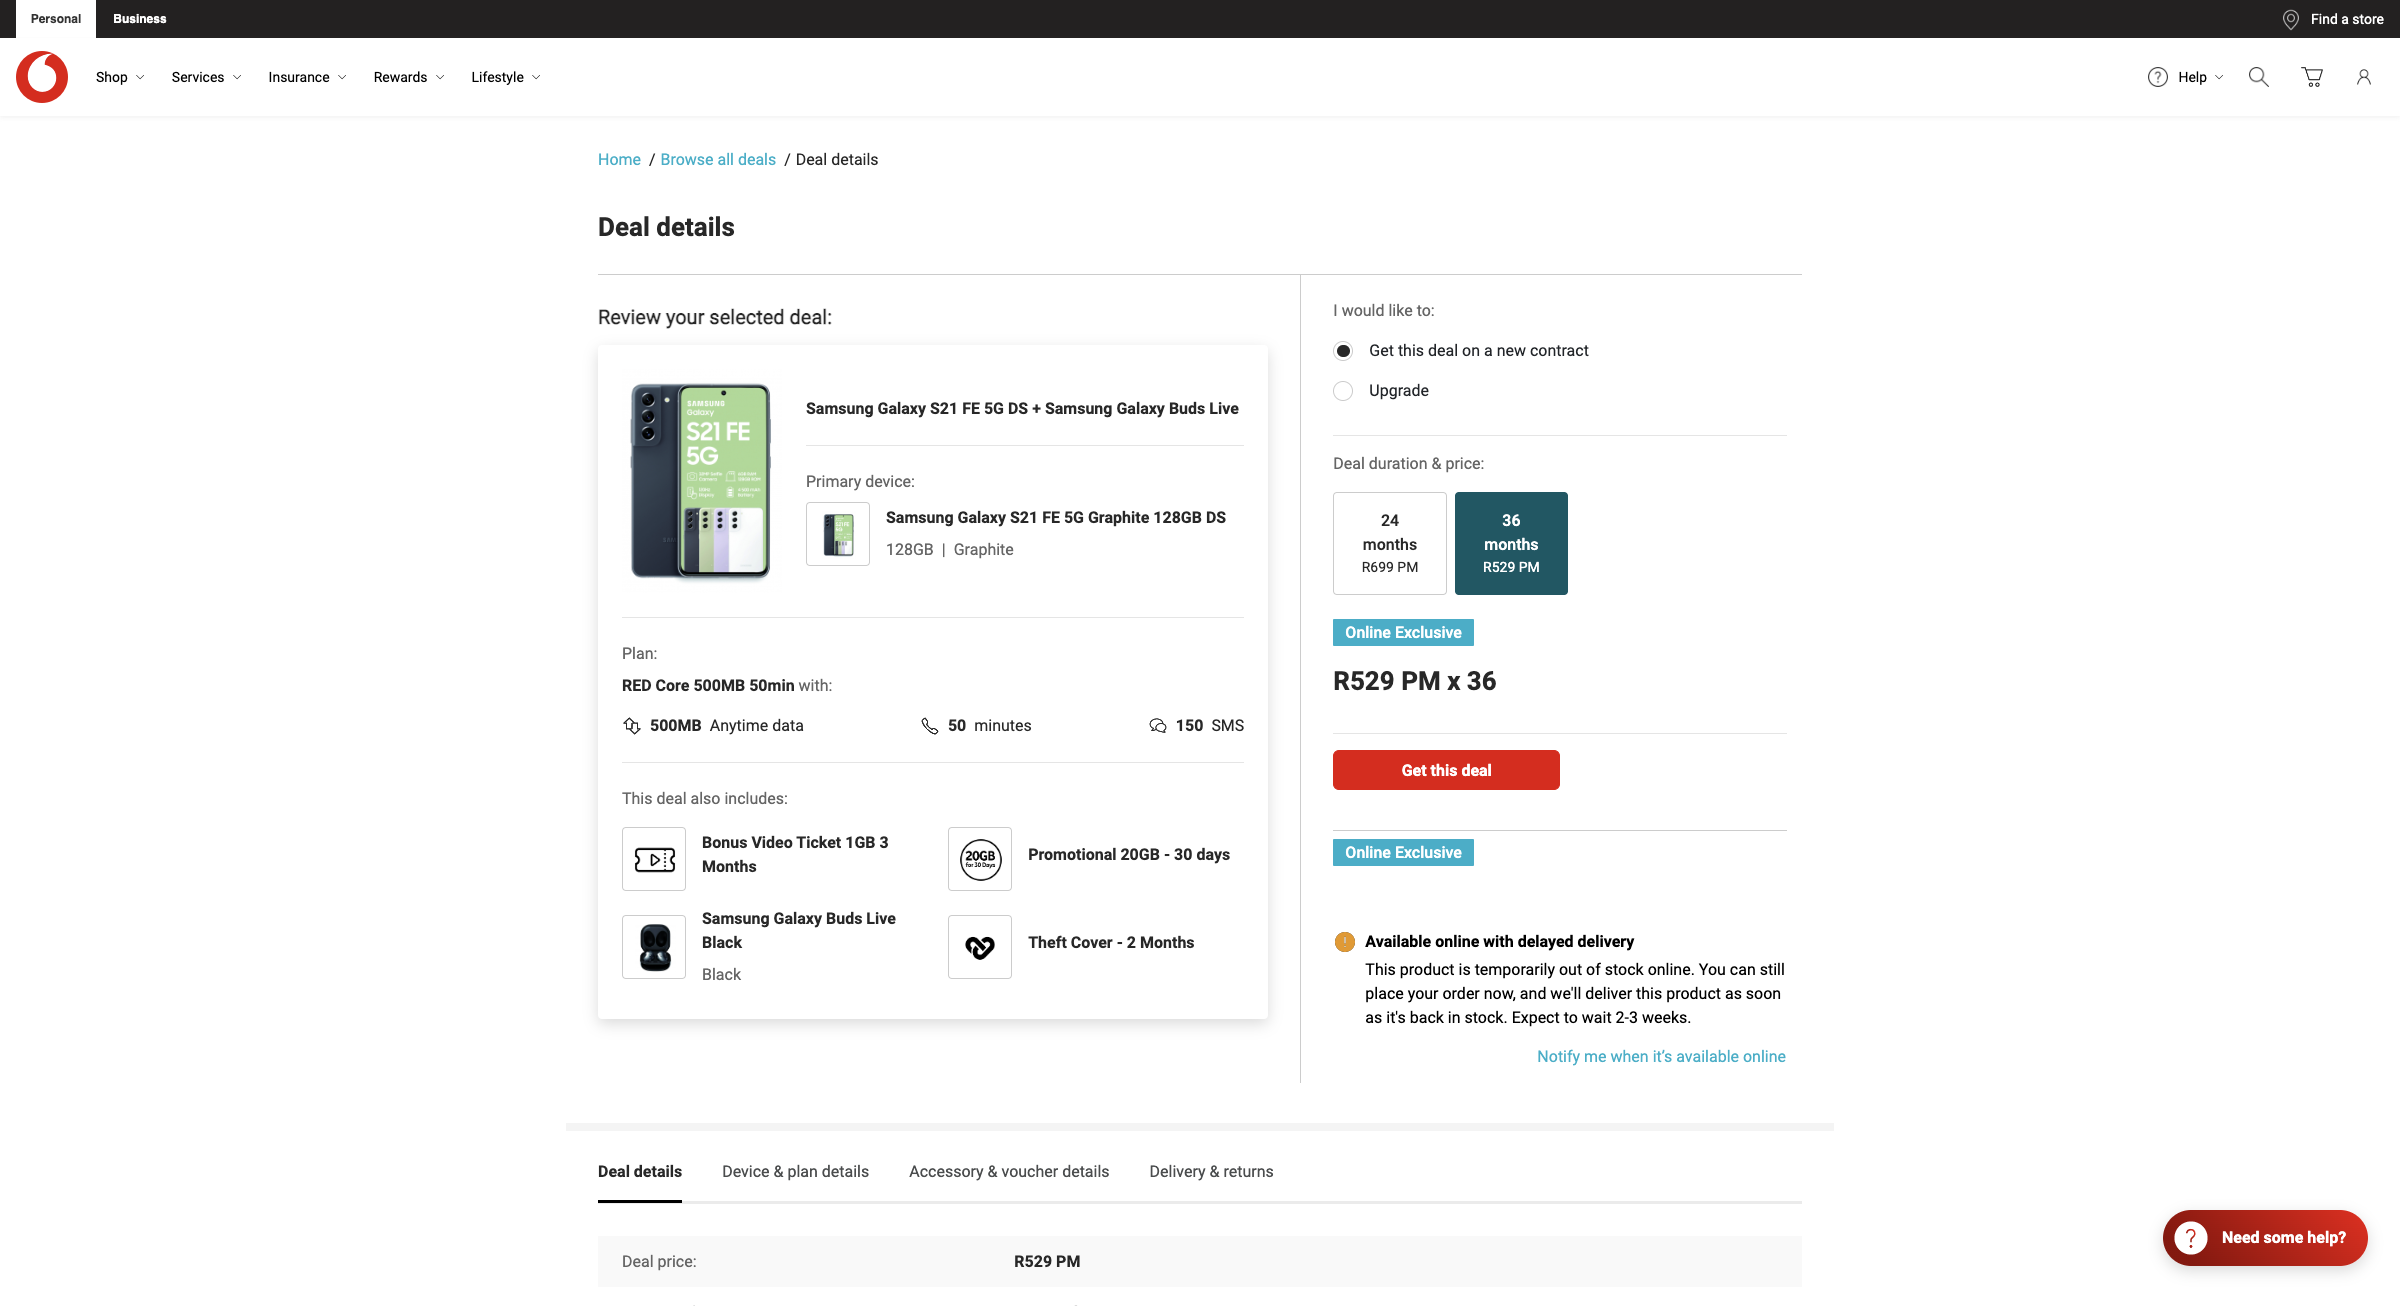 Personal
Business
Find a store
Shop
Services
Insurance
Rewards
Lifestyle
Help
Home / Browse all deals / Deal details
Deal details
Review your selected deal:
SAMSUNG
Galaxy
S21 FE
5G
Samsung Galaxy S21 FE 5G DS + Samsung Galaxy Buds Live
Primary device:
Samsung Galaxy S21 FE 5G Graphite 128GB DS
128GB | Graphite
Plan:
RED Core 500MB 50min with:
500MB Anytime data
50 minutes
150 SMS
This deal also includes:
Bonus Video Ticket 1GB 3
Months
20GB
for 30 Days
Promotional 20GB - 30 days
Samsung Galaxy Buds Live
Black
Black
Theft Cover - 2 Months
I would like to:
Get this deal on a new contract
Upgrade
Deal duration & price:
24
months
R699 PM
36
months
R529 PM
Online Exclusive
R529 PM x 36
Get this deal
Online Exclusive
Available online with delayed delivery
This product is temporarily out of stock online. You can still
place your order now, and we'll deliver this product as soon
as it's back in stock. Expect to wait 2-3 weeks.
Notify me when it's available online
Deal details
Device & plan details
Accessory & voucher details
Delivery & returns
Deal price:
R529 PM
Need some help?